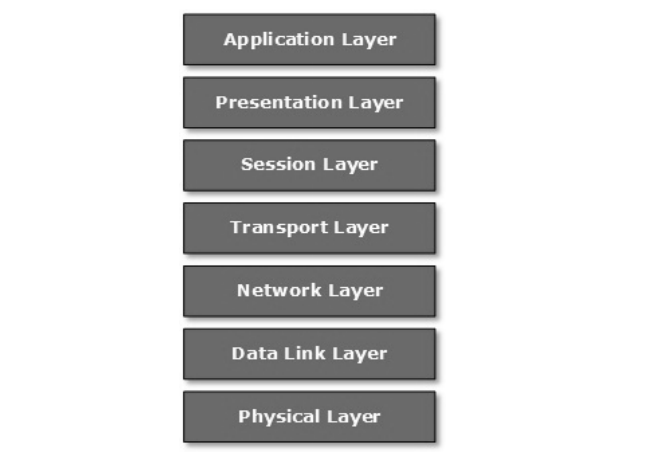 Application Layer
Presentation Layer
Session Layer
Transport Layer
Network Layer
Data Link Layer
Physical Layer